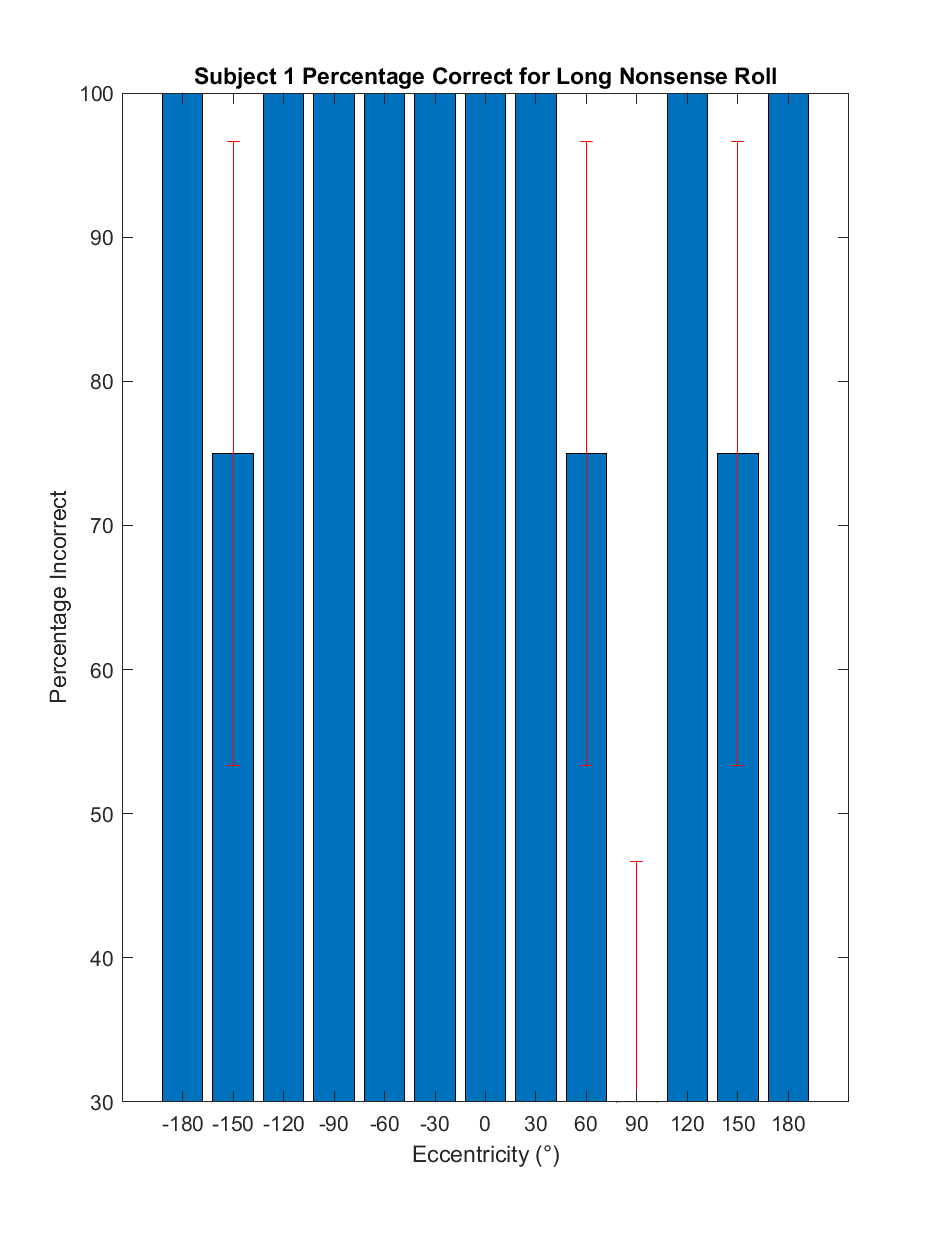 Subject 1 Percentage Correct for Long Nonsense Roll
100
90
80
70
60
50
40
30
Percentage Incorrect
-180 -150 -120 -90 -60 -30 0 30 60 90 120 150 180
Eccentricity (°)